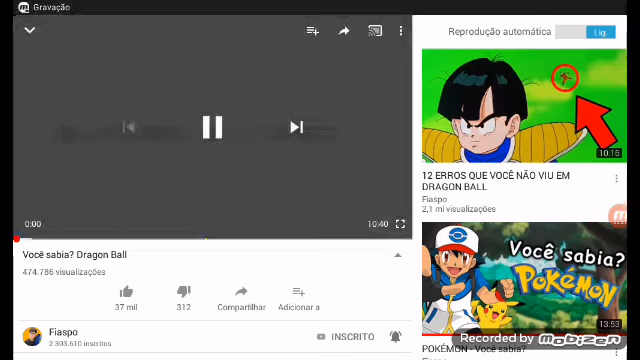 Gravação
Reprodução automática
Lig.
0:00
10:40
Você sabia? Dragon Ball
474.786 visualizações
37 mil
312
Compartilhar
Adicionar a
Fiaspo
2.303.610 inscritos
INSCRITO
10:15
12 ERROS QUE VOCÊ NÃO VIU EM
DRAGON BALL
Fiaspo
2,1 mi visualizações
Você sabia?
POKÉMON
13:53
Recorded by
MOBIZEN
POKÉMON - Você sabia?